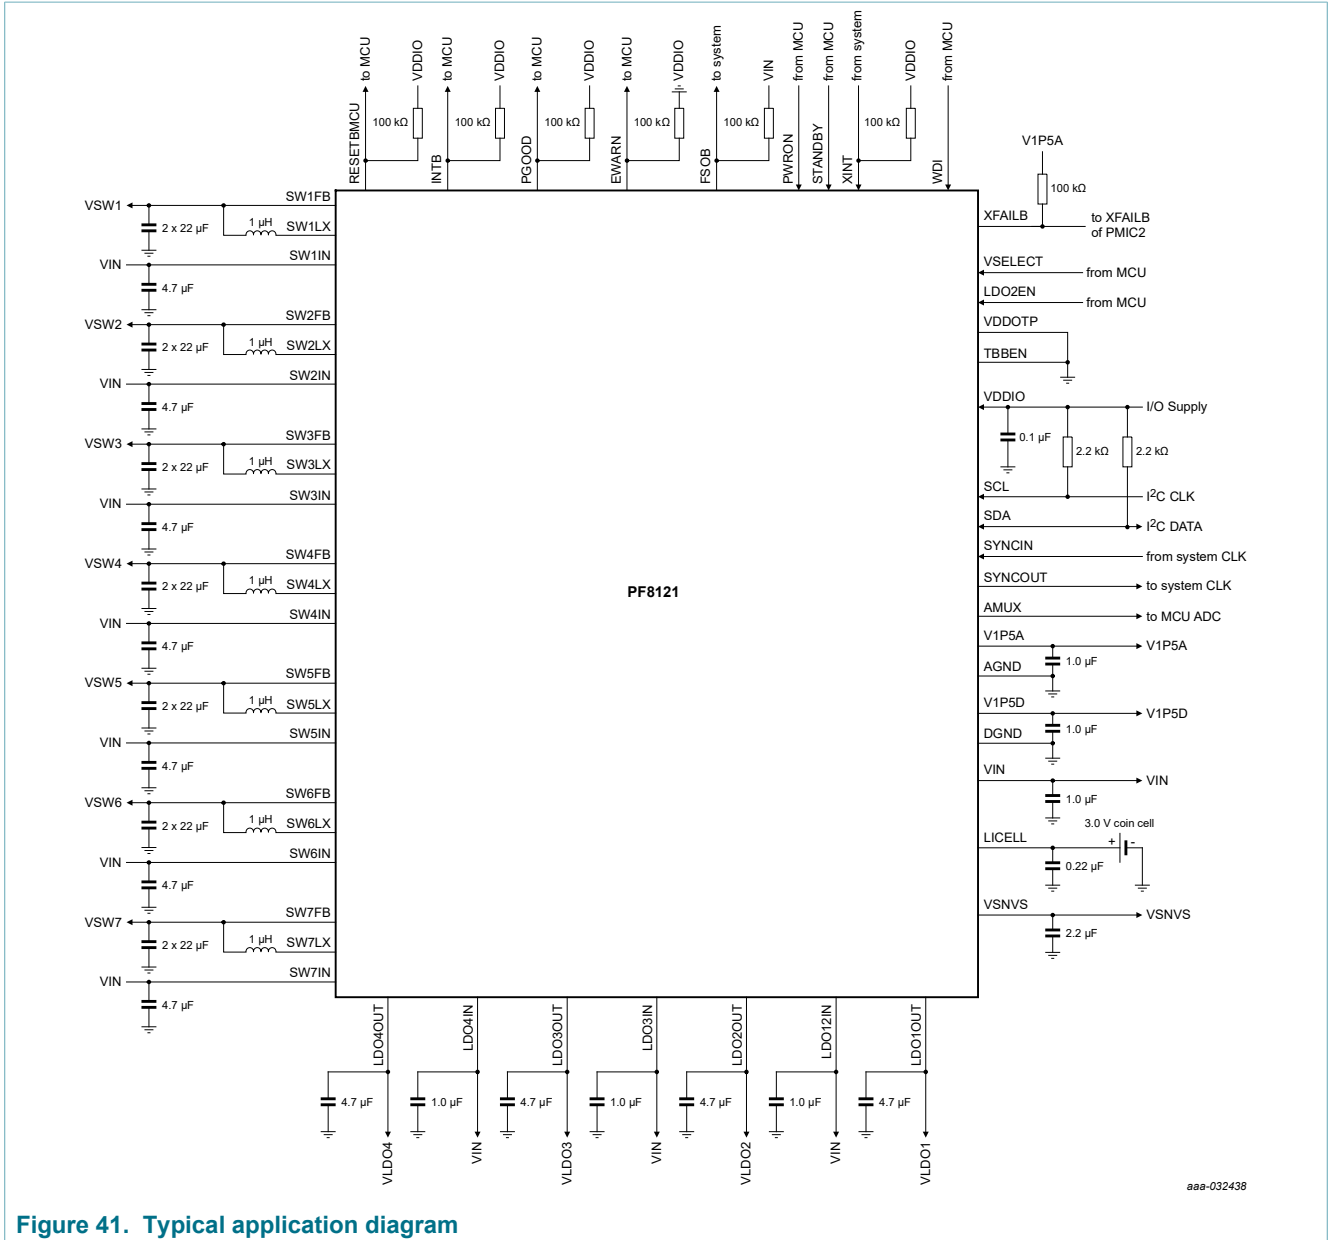 to MCU
VDDIO
to MCU
VDDIO
to MCU
VDDIO
to MCU
VDDIO
to system
VIN
from MCU
from MCU
from system
VDDIO
from MCU
100 kΩ
100 kΩ
100 kΩ
100 kΩ
100 kΩ
100 kΩ
RESETBMCU
INTB
PGOOD
EWARN
FSOB
PWRON
STANDBY
XINT
WDI
V1P5A
100 kΩ
XFAILB
to XFAILB
of PMIC2
VSELECT
from MCU
LDO2EN
from MCU
VDDOTP
TBBEN
VDDIO
I/O Supply
0.1 µF
2.2 kΩ
2.2 kΩ
SCL
I2C CLK
SDA
I2C DATA
SYNCIN
from system CLK
SYNCOUT
to system CLK
AMUX
to MCU ADC
V1P5A
V1P5A
1.0 µF
AGND
V1P5D
V1P5D
1.0 µF
DGND
VIN
VIN
1.0 µF
3.0 V coin cell
LICELL
+
-
0.22 µF
VSNVS
VSNVS
2.2 µF
PF8121
SW1FB
VSW1
1 µH
2 x 22 µF
SW1LX
SW1IN
VIN
4.7 µF
SW2FB
VSW2
1 µH
2 x 22 µF
SW2LX
SW2IN
VIN
4.7 µF
SW3FB
VSW3
1 µH
2 x 22 µF
SW3LX
SW3IN
VIN
4.7 µF
SW4FB
VSW4
1 µH
2 x 22 µF
SW4LX
SW4IN
VIN
4.7 µF
SW5FB
VSW5
1 µH
2 x 22 µF
SW5LX
SW5IN
VIN
4.7 µF
SW6FB
VSW6
1 µH
2 x 22 µF
SW6LX
SW6IN
VIN
4.7 µF
SW7FB
VSW7
1 µH
2 x 22 µF
SW7LX
SW7IN
VIN
4.7 µF
LDO4OUT
LDO4IN
LDO3OUT
LDO3IN
LDO2OUT
LDO12IN
LDO1OUT
4.7 µF
1.0 µF
4.7 µF
1.0 µF
4.7 µF
1.0 µF
4.7 µF
VLDO4
VIN
VLDO3
VIN
VLDO2
VIN
VLDO1
aaa-032438
Figure 41. Typical application diagram